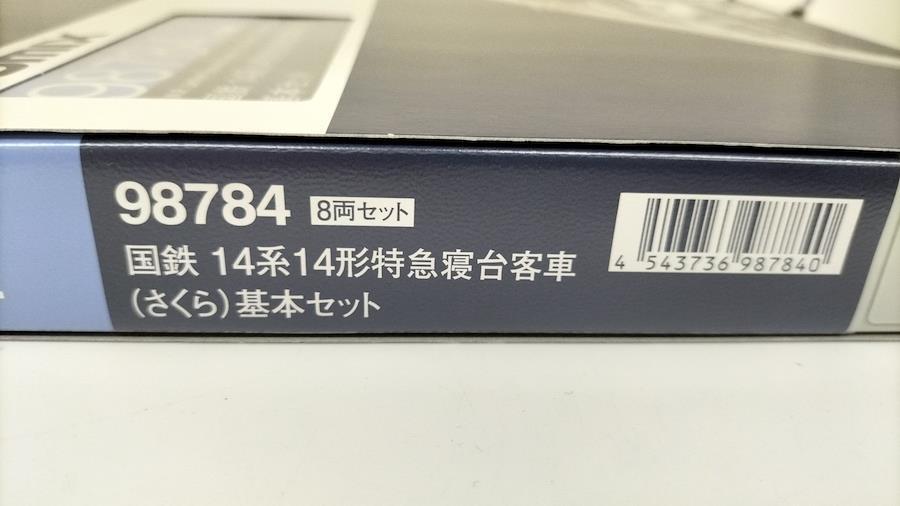 98784 8両セット
国鉄 14系14形特急寝台客車
(さくら)基本セット
4 543736 987840